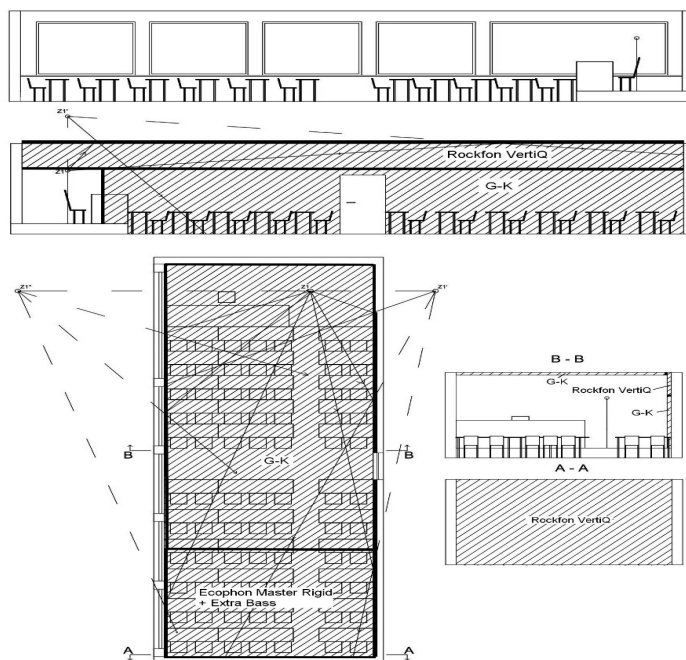 Z1'
Rockfon VertiQ
Z1
G-K
Z1"
Z1
Z1'
B - B
G-K
Rockfon VertiQ
G-K
B
B
G-K
A - A
Rockfon VertiQ
Ecophon Master Rigid
+ Extra Bass
A
A